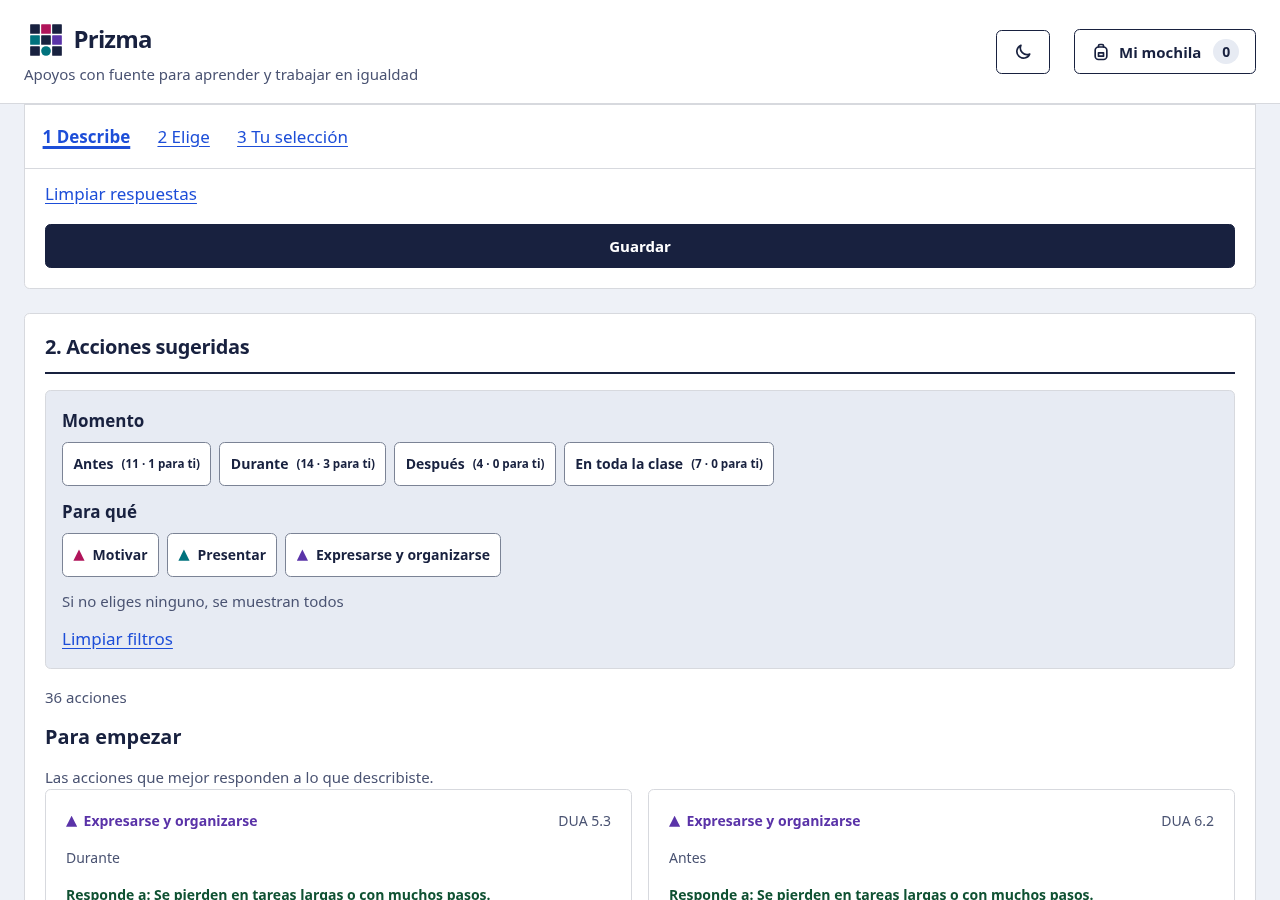 Prizma
Apoyos con fuente para aprender y trabajar en igualdad
Mi mochila 0
1 Describe 2 Elige 3 Tu selección
Limpiar respuestas
Guardar
2. Acciones sugeridas
Momento
Antes (11 · 1 para ti) Durante (14 · 3 para ti) Después (4 · 0 para ti) En toda la clase (7 · 0 para ti)
Para qué
Motivar Presentar Expresarse y organizarse
Si no eliges ninguno, se muestran todos
Limpiar filtros
36 acciones
Para empezar
Las acciones que mejor responden a lo que describiste.
Expresarse y organizarse DUA 5.3
Durante
Responde a: Se pierden en tareas largas o con muchos pasos.
Expresarse y organizarse DUA 6.2
Antes
Responde a: Se pierden en tareas largas o con muchos pasos.